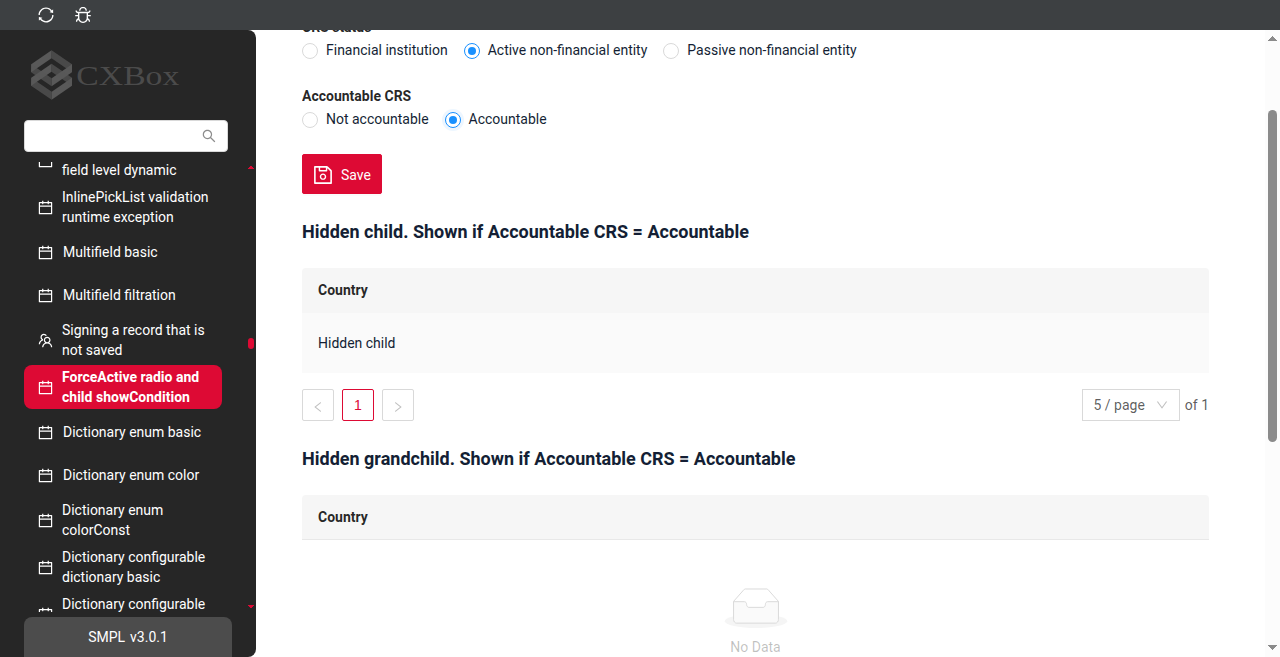 CXBox
field level dynamic
InlinePickList validation
runtime exception
Multifield basic
Multifield filtration
Signing a record that is
not saved
ForceActive radio and
child showCondition
Dictionary enum basic
Dictionary enum color
Dictionary enum
colorConst
Dictionary configurable
dictionary basic
Dictionary configurable
SMPL v3.0.1
CRS status
Financial institution Active non-financial entity Passive non-financial entity
Accountable CRS
Not accountable Accountable
Save
Hidden child. Shown if Accountable CRS = Accountable
Country
Hidden child
1
5 / page of 1
Hidden grandchild. Shown if Accountable CRS = Accountable
Country
No Data